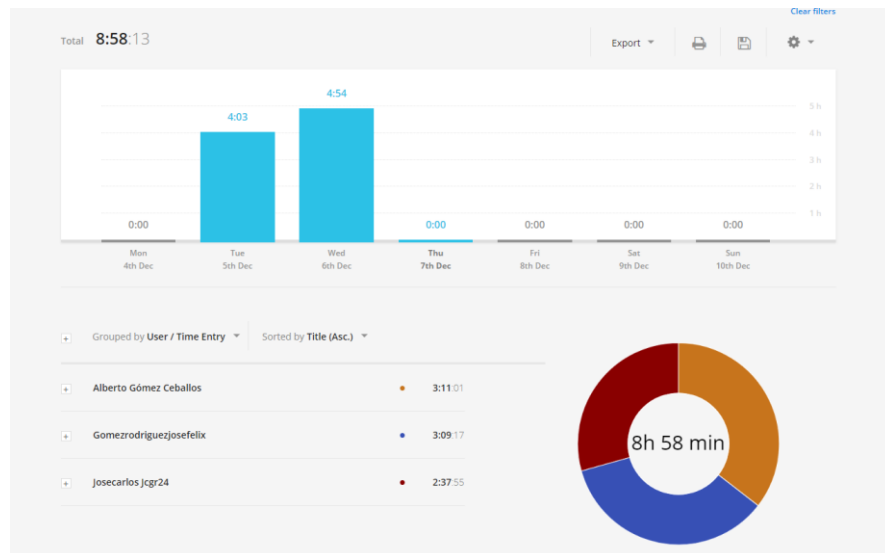 Clear filters
Total 8:58:13
Export
4:54
4:03
5 h
4 h
3 h
2 h
1 h
0:00 0:00 0:00 0:00 0:00
Mon Tue Wed Thu Fri Sat Sun
4th Dec 5th Dec 6th Dec 7th Dec 8th Dec 9th Dec 10th Dec
Grouped by User / Time Entry Sorted by Title (Asc.)
Alberto Gómez Ceballos 3:11:01
Gomezrodriguezjosefelix 3:09:17
Josecarlos Jcgr24 2:37:55
8h 58 min